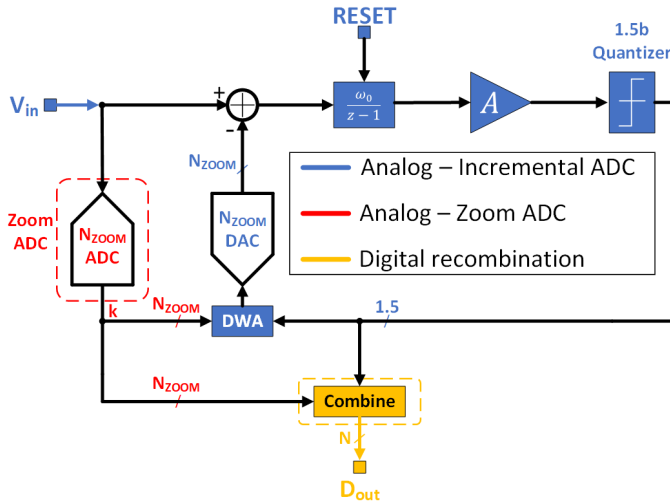 RESET
1.5b
Quantizer
V_in
+
-
ω₀
z − 1
A
N_ZOOM
Zoom
ADC
N_ZOOM
ADC
N_ZOOM
DAC
Analog – Incremental ADC
Analog – Zoom ADC
Digital recombination
k
N_ZOOM
DWA
1.5
N_ZOOM
Combine
N
D_out